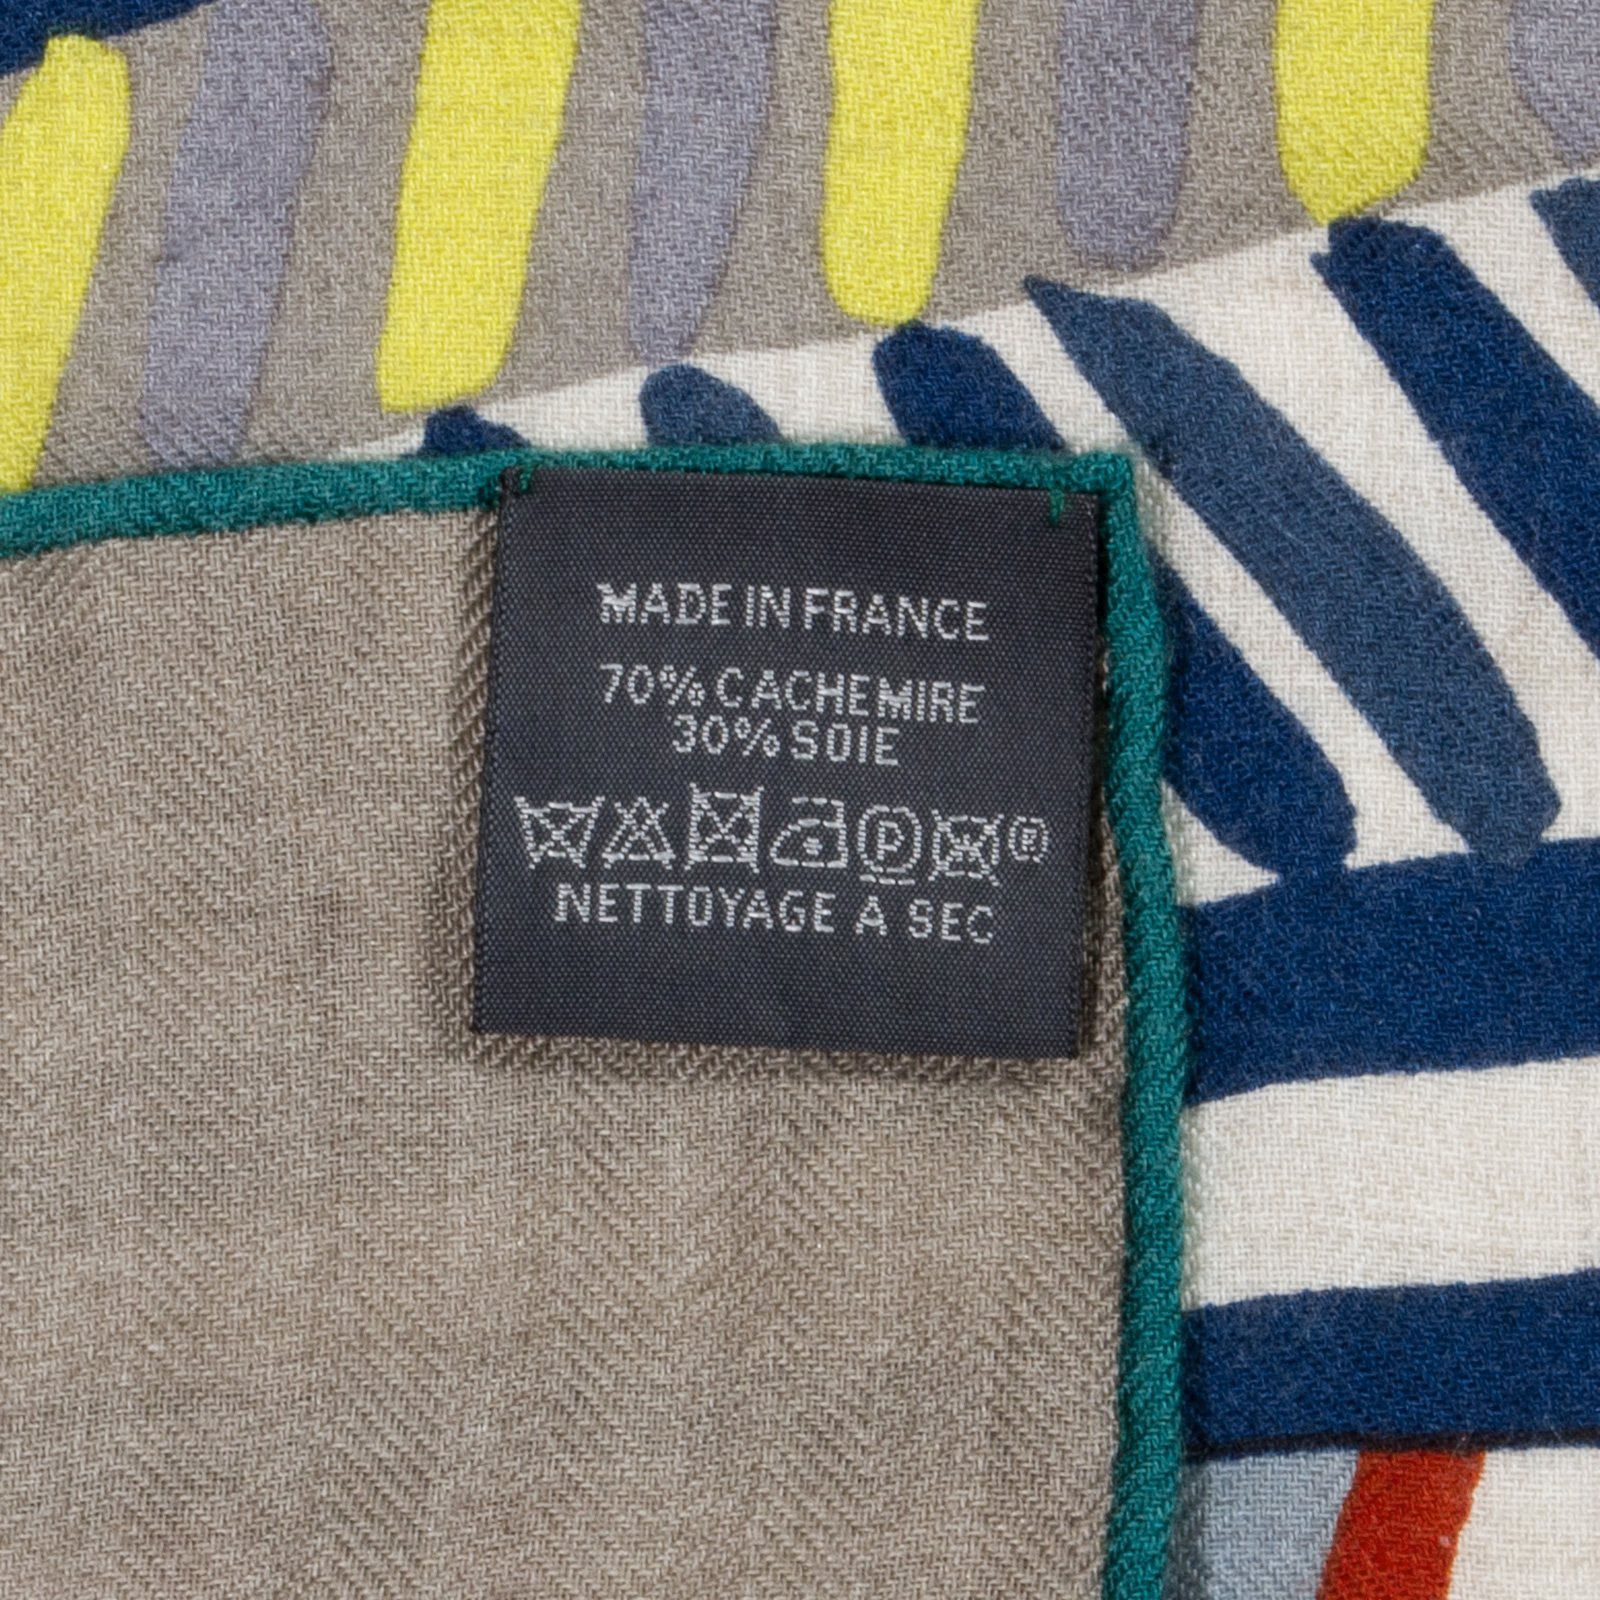 MADE IN FRANCE
70% CACHEMIRE
30% SOIE
P ®
NETTOYAGE A SEC